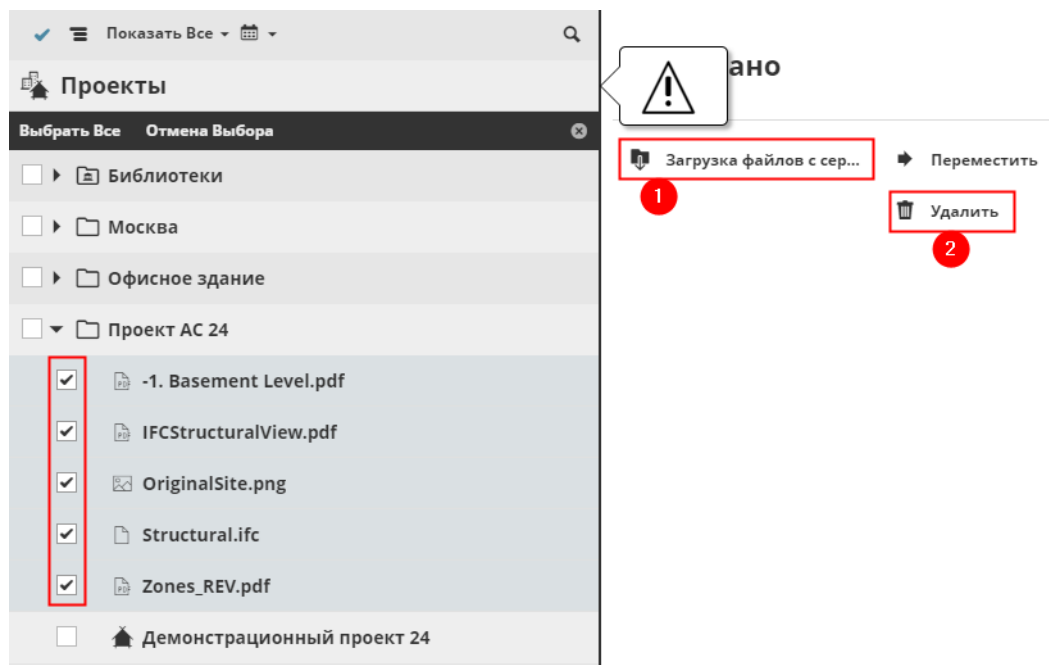 Показать Все
Проекты
Выбрать Все Отмена Выбора
Библиотеки
Москва
Офисное здание
Проект АС 24
-1. Basement Level.pdf
IFCStructuralView.pdf
OriginalSite.png
Structural.ifc
Zones_REV.pdf
Демонстрационный проект 24
ано
Загрузка файлов с сер... Переместить
1
Удалить
2